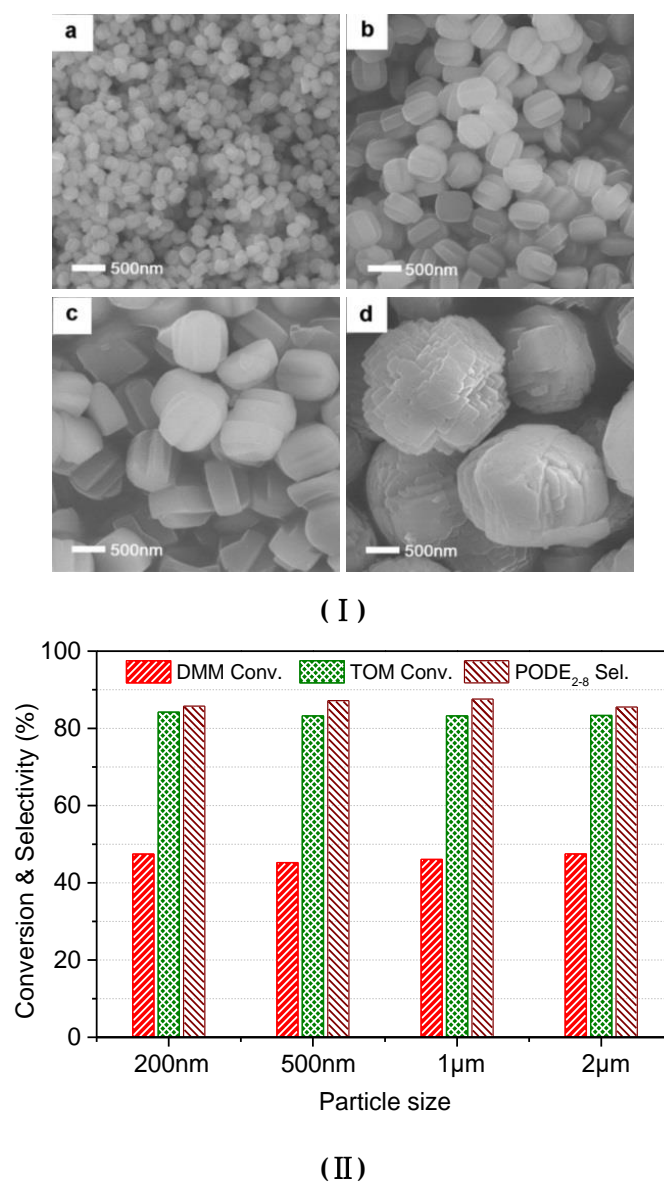 a b
500nm 500nm
c d
500nm 500nm
(Ⅰ)
100
DMM Conv. TOM Conv. PODE2-8 Sel.
80
60
40
20
0
Conversion & Selectivity (%)
200nm 500nm 1μm 2μm
Particle size
(Ⅱ)